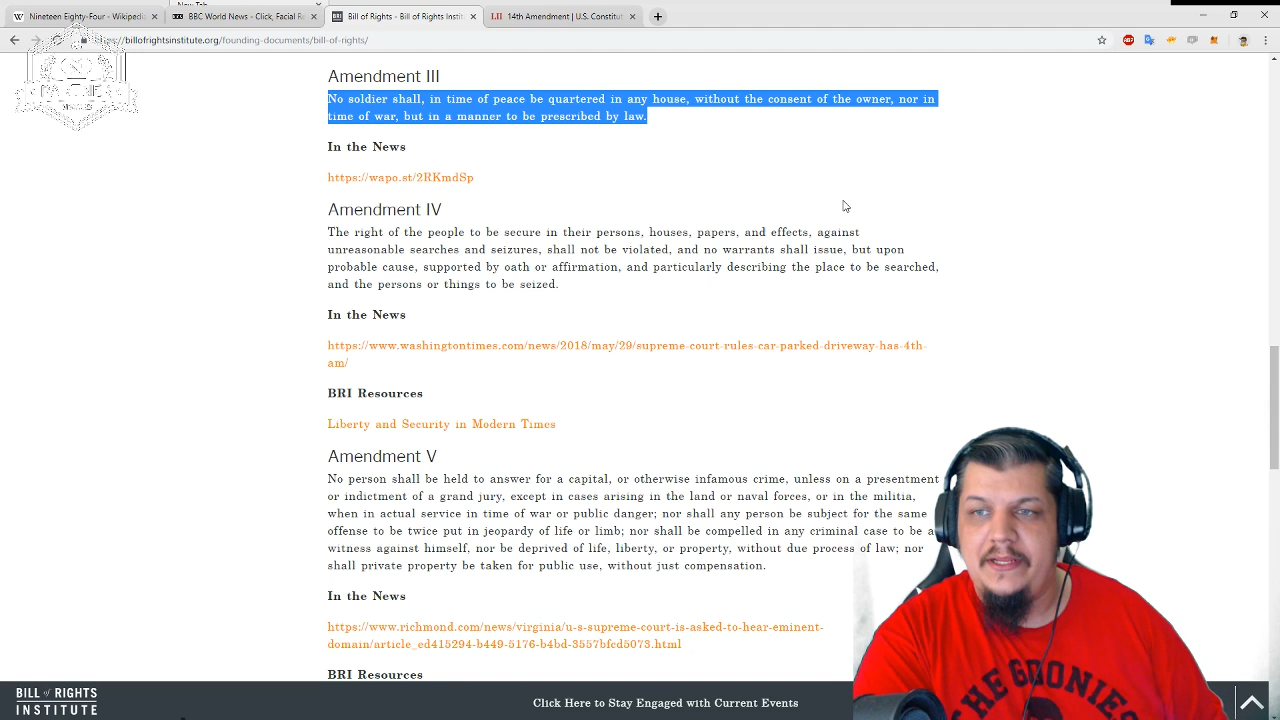 Nineteen Eighty-Four - Wikipedi
BBC World News - Click, Facial Re
Bill of Rights - Bill of Rights Insti
14th Amendment | U.S. Constitut
billofrightsinstitute.org/founding-documents/bill-of-rights/
Amendment III
No soldier shall, in time of peace be quartered in any house, without the consent of the owner, nor in
time of war, but in a manner to be prescribed by law.
In the News
https://wapo.st/2RKmdSp
Amendment IV
The right of the people to be secure in their persons, houses, papers, and effects, against
unreasonable searches and seizures, shall not be violated, and no warrants shall issue, but upon
probable cause, supported by oath or affirmation, and particularly describing the place to be searched,
and the persons or things to be seized.
In the News
https://www.washingtontimes.com/news/2018/may/29/supreme-court-rules-car-parked-driveway-has-4th-
am/
BRI Resources
Liberty and Security in Modern Times
Amendment V
No person shall be held to answer for a capital, or otherwise infamous crime, unless on a presentment
or indictment of a grand jury, except in cases arising in the land or naval forces, or in the militia,
when in actual service in time of war or public danger; nor shall any person be subject for the same
offense to be twice put in jeopardy of life or limb; nor shall be compelled in any criminal case to be a
witness against himself, nor be deprived of life, liberty, or property, without due process of law; nor
shall private property be taken for public use, without just compensation.
In the News
https://www.richmond.com/news/virginia/u-s-supreme-court-is-asked-to-hear-eminent-
domain/article_ed415294-b449-5176-b4bd-3557bfcd5073.html
BRI Resources
BILL of RIGHTS
INSTITUTE
Click Here to Stay Engaged with Current Events
THE GOONIES